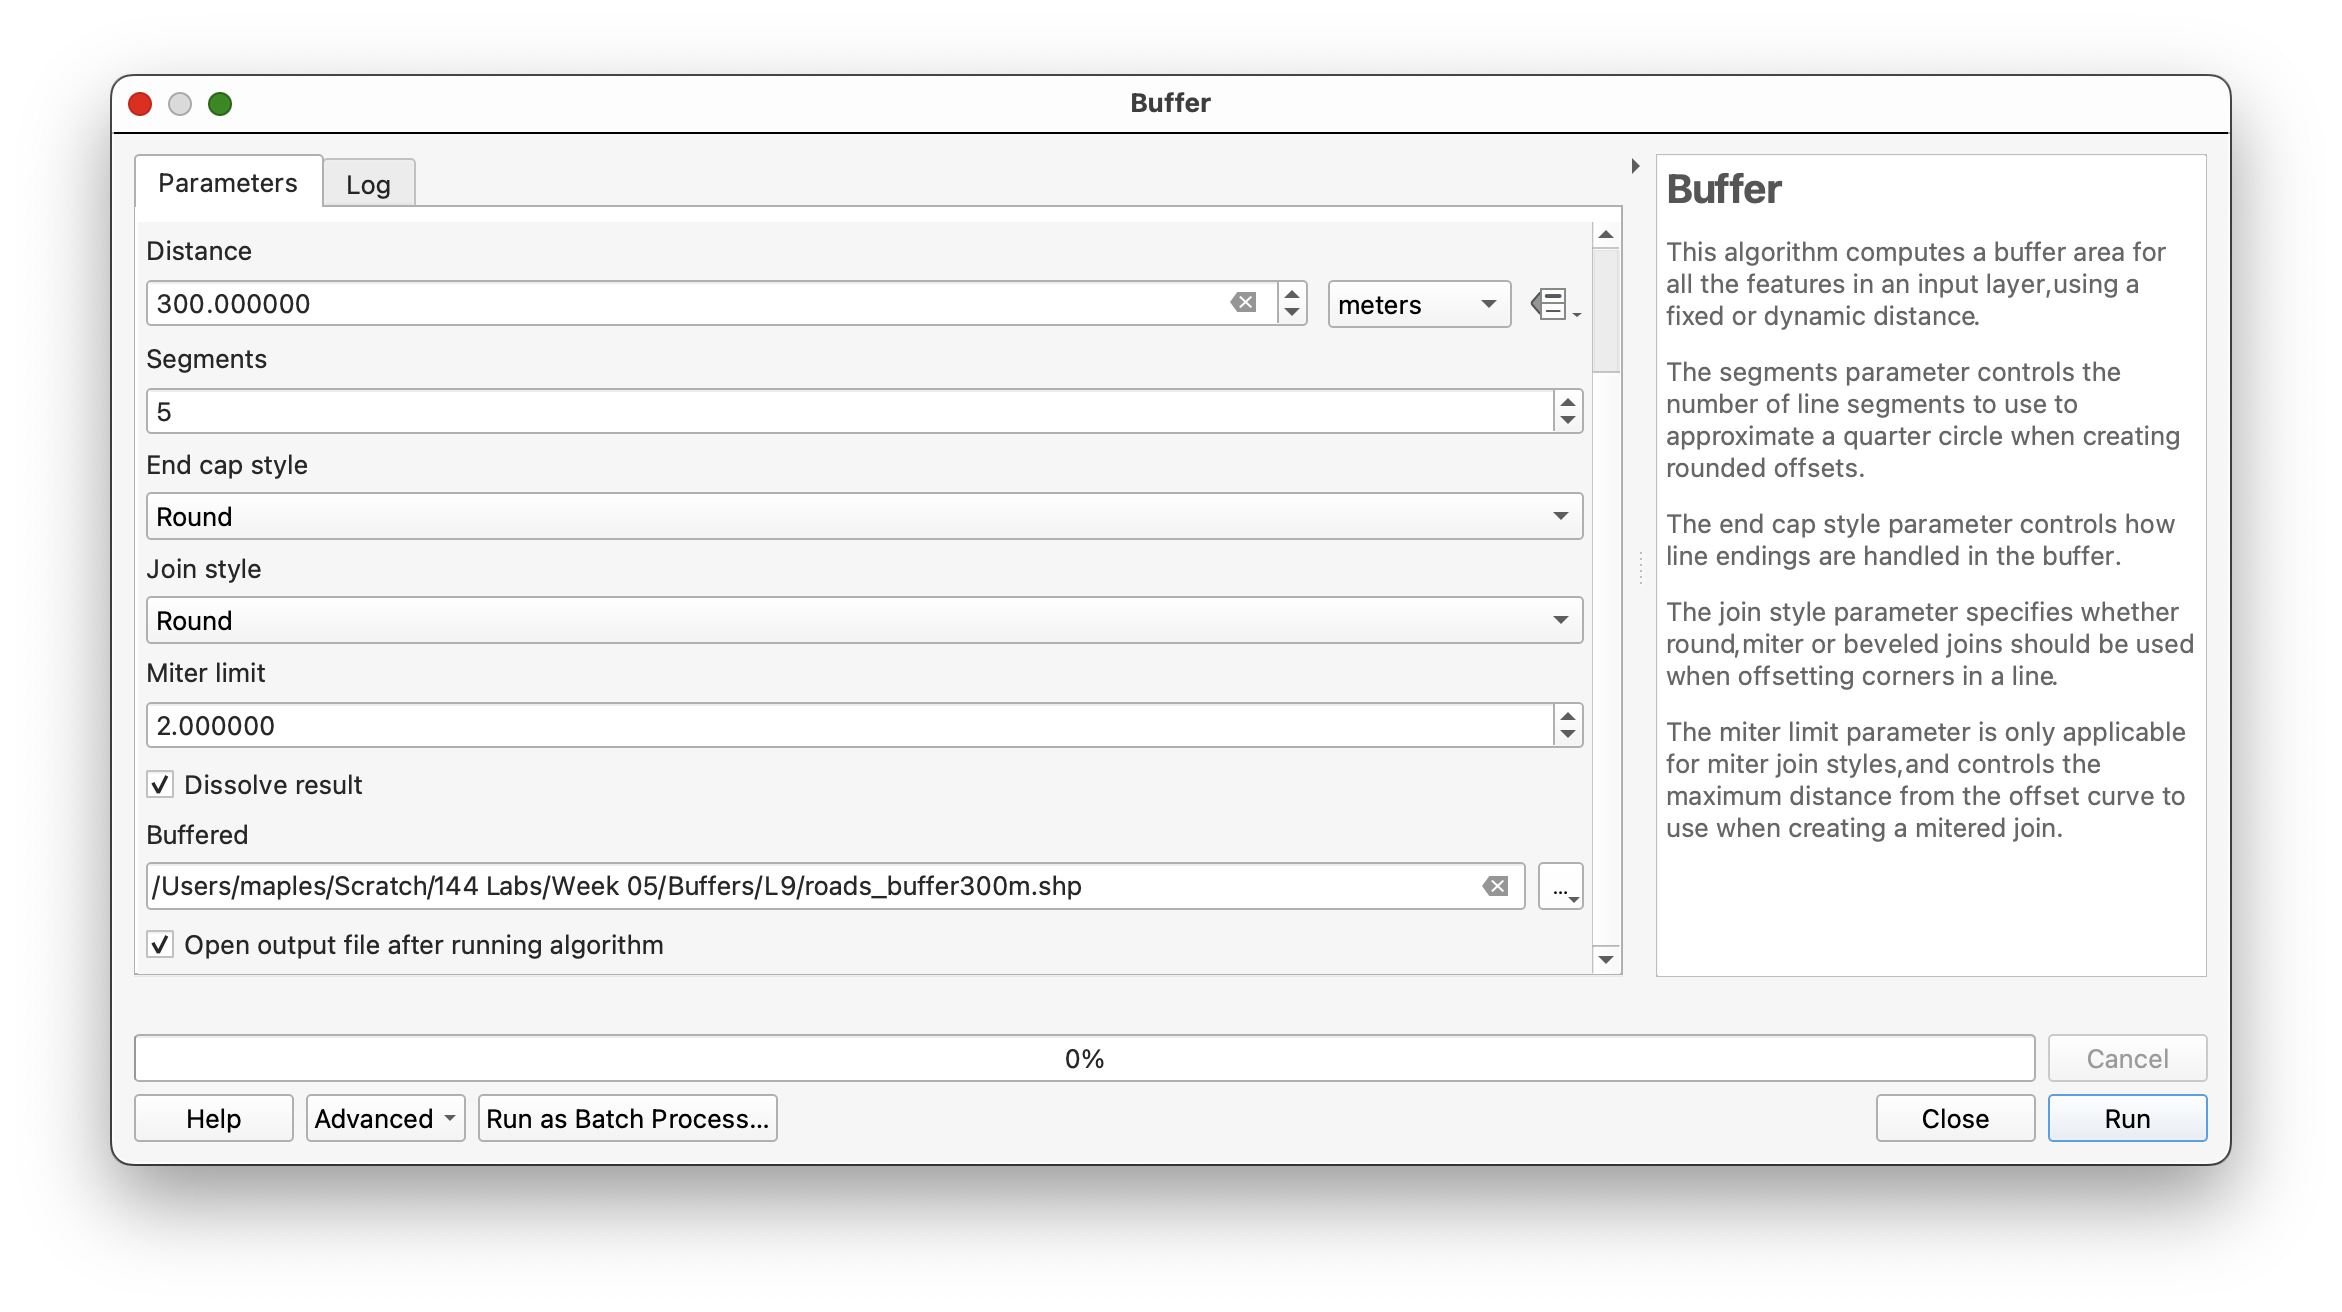 Buffer
Parameters
Log
Distance
300.000000
meters
Segments
5
End cap style
Round
Join style
Round
Miter limit
2.000000
Dissolve result
Buffered
/Users/maples/Scratch/144 Labs/Week 05/Buffers/L9/roads_buffer300m.shp
...
Open output file after running algorithm
Buffer
This algorithm computes a buffer area for
all the features in an input layer,using a
fixed or dynamic distance.
The segments parameter controls the
number of line segments to use to
approximate a quarter circle when creating
rounded offsets.
The end cap style parameter controls how
line endings are handled in the buffer.
The join style parameter specifies whether
round,miter or beveled joins should be used
when offsetting corners in a line.
The miter limit parameter is only applicable
for miter join styles,and controls the
maximum distance from the offset curve to
use when creating a mitered join.
0%
Cancel
Help
Advanced
Run as Batch Process...
Close
Run